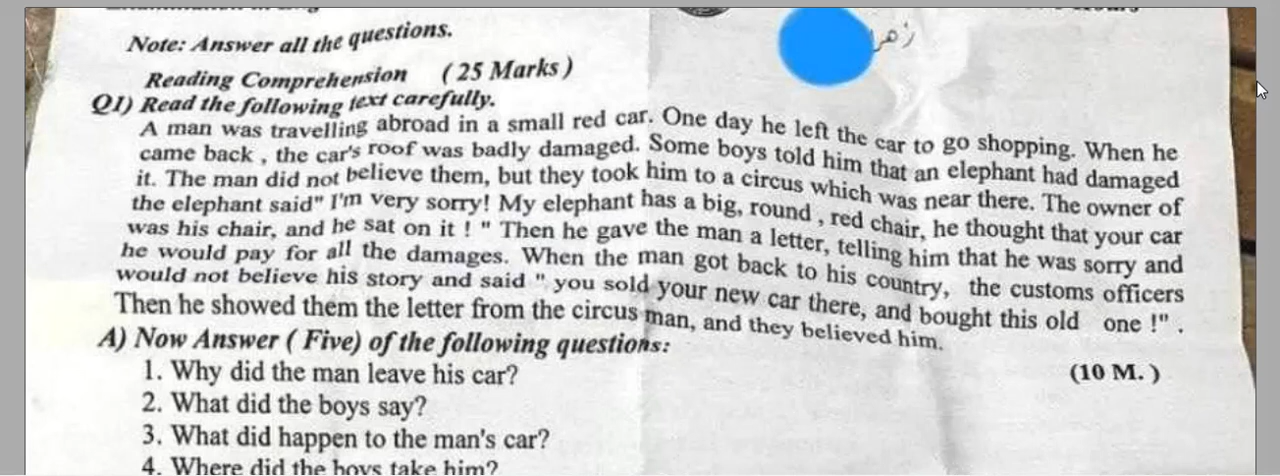 Note: Answer all the questions.
Reading Comprehension ( 25 Marks )
Q1) Read the following text carefully.
A man was travelling abroad in a small red car. One day he left the car to go shopping. When he
came back , the car's roof was badly damaged. Some boys told him that an elephant had damaged
it. The man did not believe them, but they took him to a circus which was near there. The owner of
the elephant said" I'm very sorry! My elephant has a big, round , red chair, he thought that your car
was his chair, and he sat on it ! " Then he gave the man a letter, telling him that he was sorry and
he would pay for all the damages. When the man got back to his country, the customs officers
would not believe his story and said " you sold your new car there, and bought this old one !" .
Then he showed them the letter from the circus man, and they believed him.
A) Now Answer ( Five) of the following questions:
(10 M. )
1. Why did the man leave his car?
2. What did the boys say?
3. What did happen to the man's car?
4. Where did the boys take him?